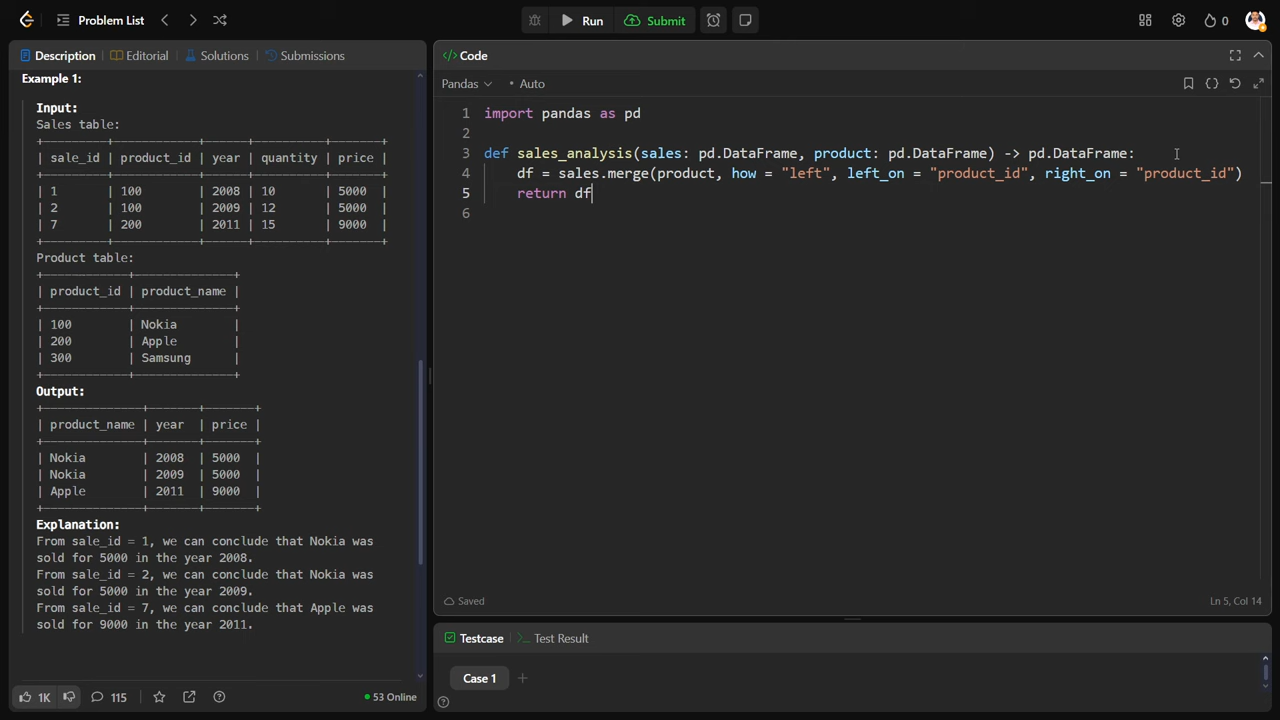 Problem List
Run
Submit
0
Description
Editorial
Solutions
Submissions
Example 1:
Input:
Sales table:
+---------+------------+------+----------+-------+
| sale_id | product_id | year | quantity | price |
+---------+------------+------+----------+-------+
| 1       | 100        | 2008 | 10       | 5000  |
| 2       | 100        | 2009 | 12       | 5000  |
| 7       | 200        | 2011 | 15       | 9000  |
+---------+------------+------+----------+-------+
Product table:
+------------+--------------+
| product_id | product_name |
+------------+--------------+
| 100        | Nokia        |
| 200        | Apple        |
| 300        | Samsung      |
+------------+--------------+
Output:
+--------------+-------+-------+
| product_name | year  | price |
+--------------+-------+-------+
| Nokia        | 2008  | 5000  |
| Nokia        | 2009  | 5000  |
| Apple        | 2011  | 9000  |
+--------------+-------+-------+
Explanation:
From sale_id = 1, we can conclude that Nokia was
sold for 5000 in the year 2008.
From sale_id = 2, we can conclude that Nokia was
sold for 5000 in the year 2009.
From sale_id = 7, we can conclude that Apple was
sold for 9000 in the year 2011.
1K
115
53 Online
</> Code
Pandas
Auto
1 import pandas as pd
2
3 def sales_analysis(sales: pd.DataFrame, product: pd.DataFrame) -> pd.DataFrame:
4     df = sales.merge(product, how = "left", left_on = "product_id", right_on = "product_id")
5     return df
6
Saved
Ln 5, Col 14
Testcase
Test Result
Case 1